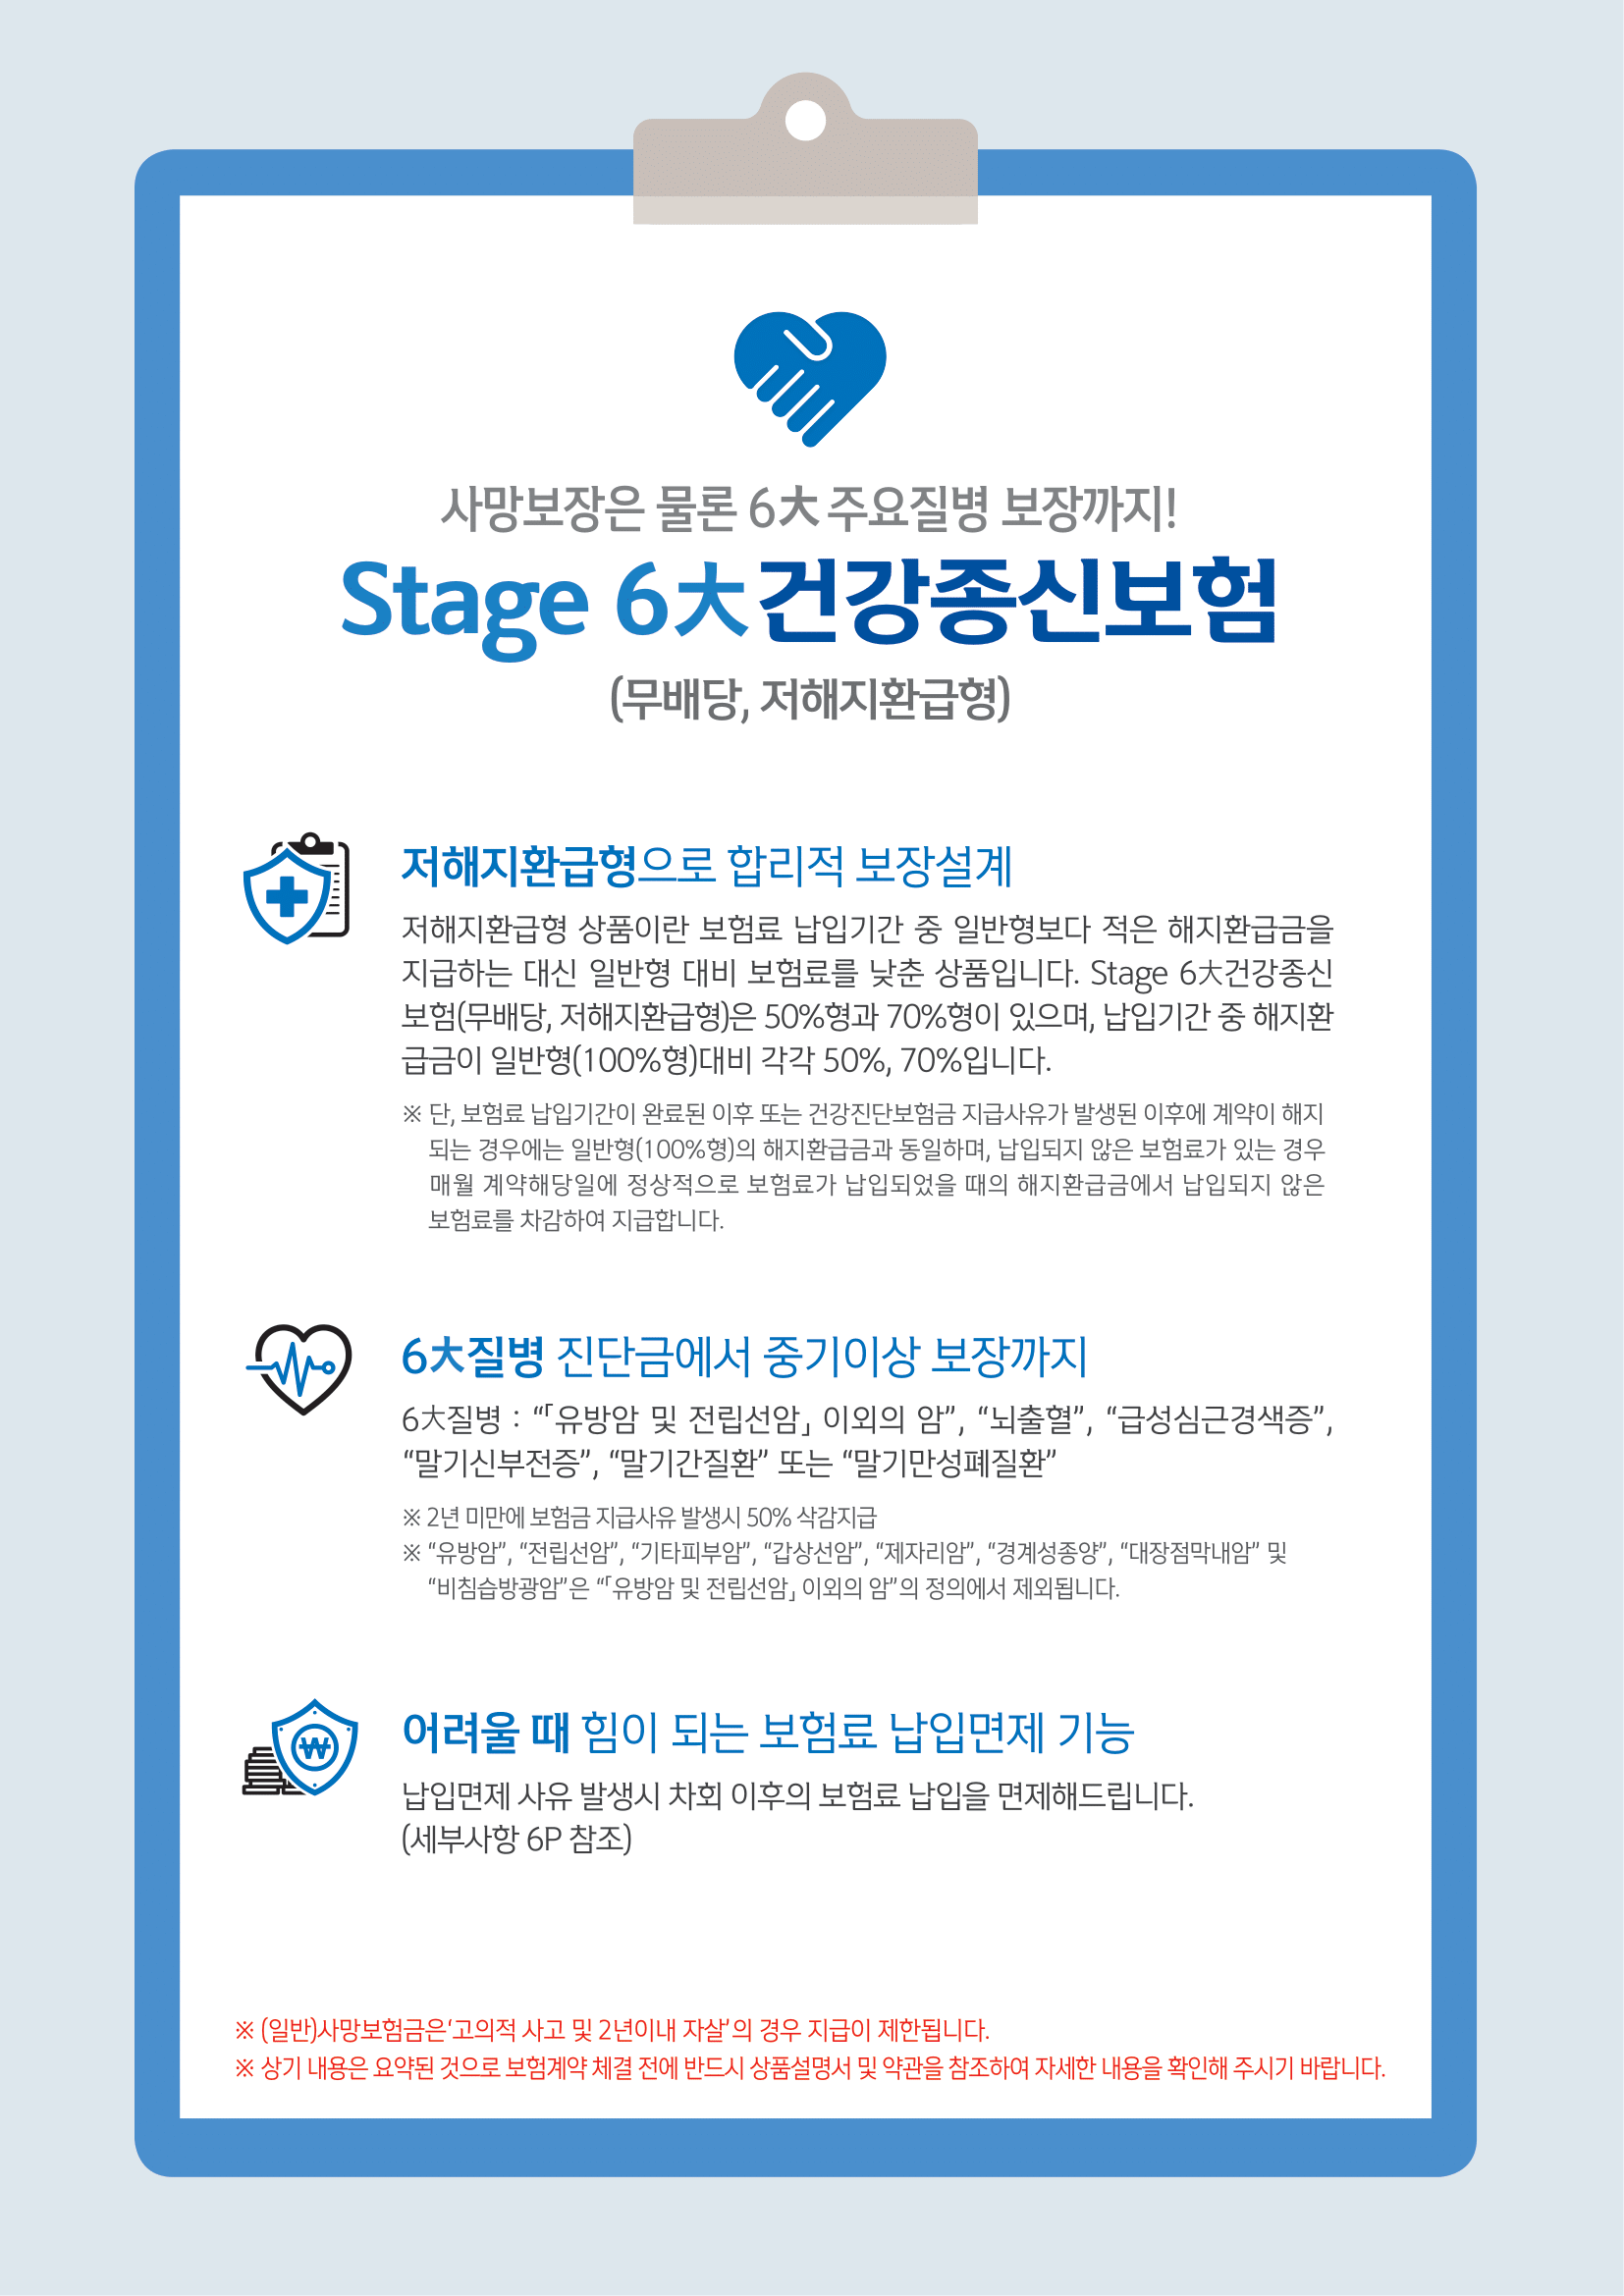 사망보장은 물론 6大 주요질병 보장까지!
Stage 6大건강종신보험
(무배당, 저해지환급형)
저해지환급형으로 합리적 보장설계
저해지환급형 상품이란 보험료 납입기간 중 일반형보다 적은 해지환급금을
지급하는 대신 일반형 대비 보험료를 낮춘 상품입니다. Stage 6大건강종신
보험(무배당, 저해지환급형)은 50%형과 70%형이 있으며, 납입기간 중 해지환
급금이 일반형(100%형)대비 각각 50%, 70%입니다.
※ 단, 보험료 납입기간이 완료된 이후 또는 건강진단보험금 지급사유가 발생된 이후에 계약이 해지
되는 경우에는 일반형(100%형)의 해지환급금과 동일하며, 납입되지 않은 보험료가 있는 경우
매월 계약해당일에 정상적으로 보험료가 납입되었을 때의 해지환급금에서 납입되지 않은
보험료를 차감하여 지급합니다.
6大질병 진단금에서 중기이상 보장까지
6大질병 : “「유방암 및 전립선암」 이외의 암”, “뇌출혈”, “급성심근경색증”,
“말기신부전증”, “말기간질환” 또는 “말기만성폐질환”
※ 2년 미만에 보험금 지급사유 발생시 50% 삭감지급
※ “유방암”, “전립선암”, “기타피부암”, “갑상선암”, “제자리암”, “경계성종양”, “대장점막내암” 및
“비침습방광암”은 “「유방암 및 전립선암」 이외의 암”의 정의에서 제외됩니다.
어려울 때 힘이 되는 보험료 납입면제 기능
납입면제 사유 발생시 차회 이후의 보험료 납입을 면제해드립니다.
(세부사항 6P 참조)
※ (일반)사망보험금은‘고의적 사고 및 2년이내 자살’의 경우 지급이 제한됩니다.
※ 상기 내용은 요약된 것으로 보험계약 체결 전에 반드시 상품설명서 및 약관을 참조하여 자세한 내용을 확인해 주시기 바랍니다.